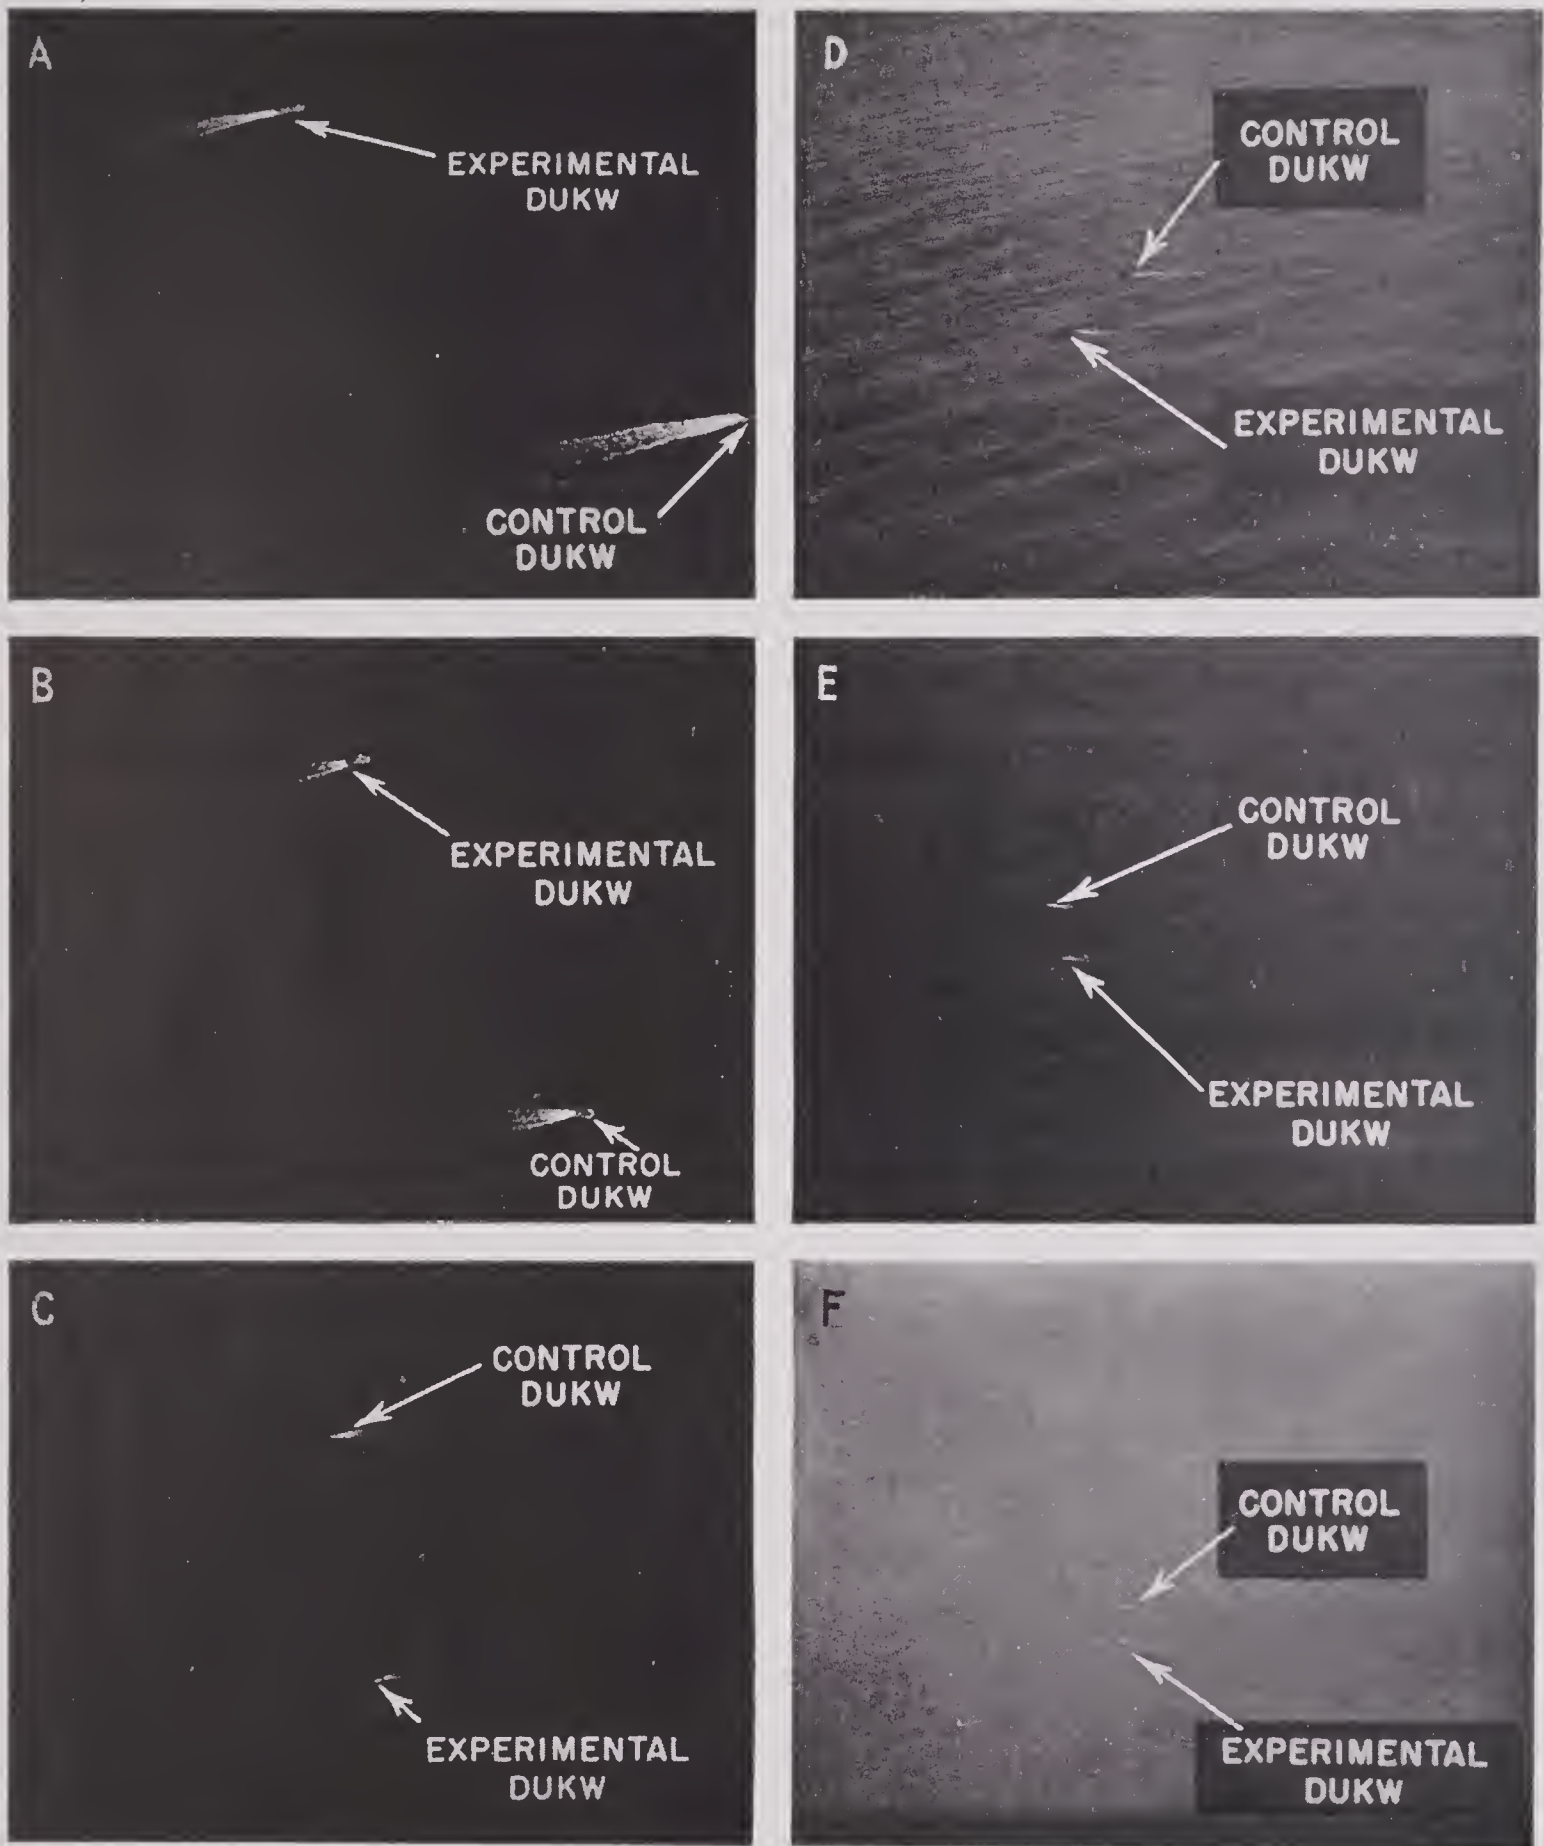 A
EXPERIMENTAL
DUKW
CONTROL
DUKW
B
EXPERIMENTAL
DUKW
CONTROL
DUKW
C
CONTROL
DUKW
EXPERIMENTAL
DUKW
D
CONTROL
DUKW
EXPERIMENTAL
DUKW
E
CONTROL
DUKW
EXPERIMENTAL
DUKW
F
CONTROL
DUKW
EXPERIMENTAL
DUKW